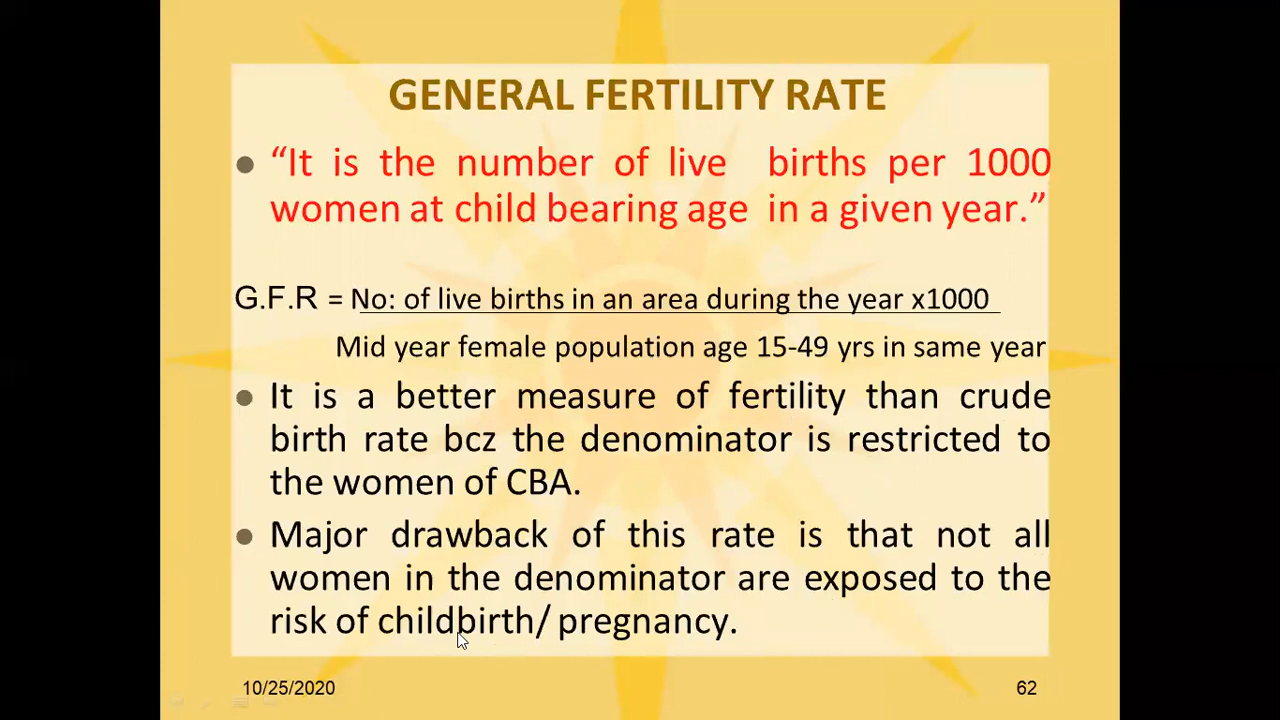 GENERAL FERTILITY RATE
● “It is the number of live births per 1000
women at child bearing age in a given year.”
G.F.R = No: of live births in an area during the year x1000
Mid year female population age 15-49 yrs in same year
● It is a better measure of fertility than crude
birth rate bcz the denominator is restricted to
the women of CBA.
● Major drawback of this rate is that not all
women in the denominator are exposed to the
risk of childbirth/ pregnancy.
10/25/2020 62